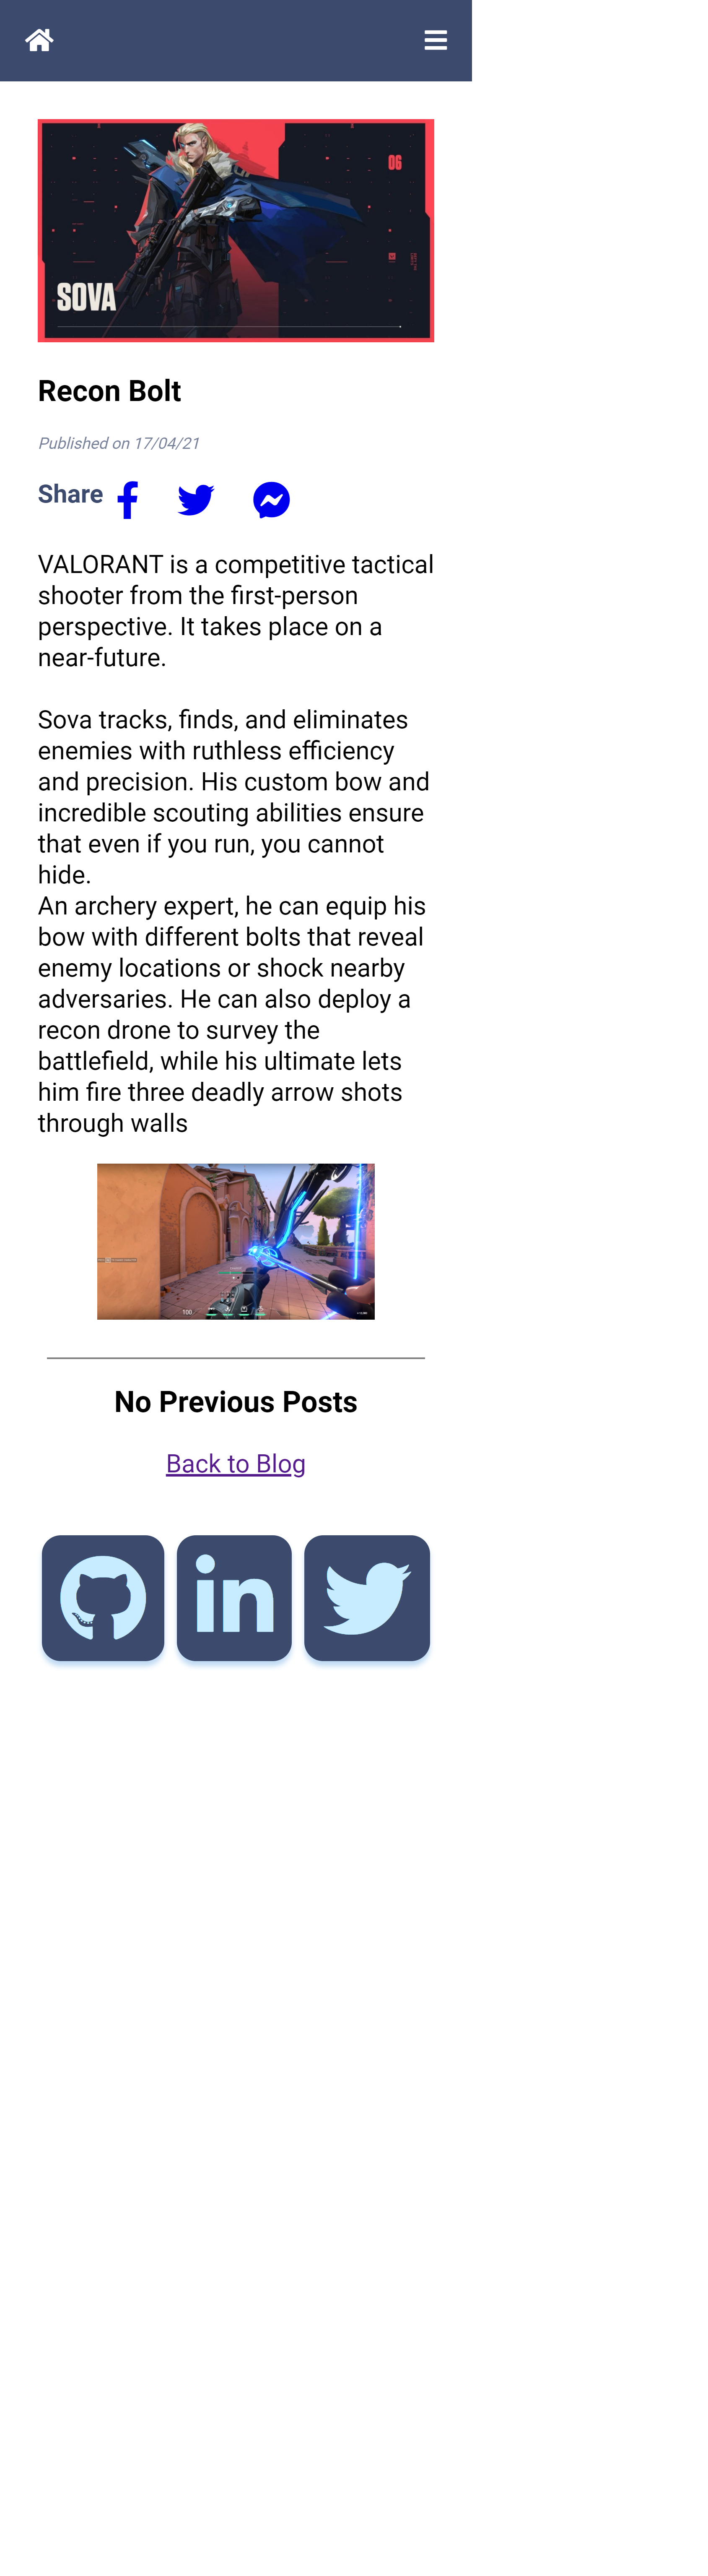 06
SOVA
Recon Bolt
Published on 17/04/21
Share
VALORANT is a competitive tactical
shooter from the first-person
perspective. It takes place on a
near-future.
Sova tracks, finds, and eliminates
enemies with ruthless efficiency
and precision. His custom bow and
incredible scouting abilities ensure
that even if you run, you cannot
hide.
An archery expert, he can equip his
bow with different bolts that reveal
enemy locations or shock nearby
adversaries. He can also deploy a
recon drone to survey the
battlefield, while his ultimate lets
him fire three deadly arrow shots
through walls
100
No Previous Posts
Back to Blog
in